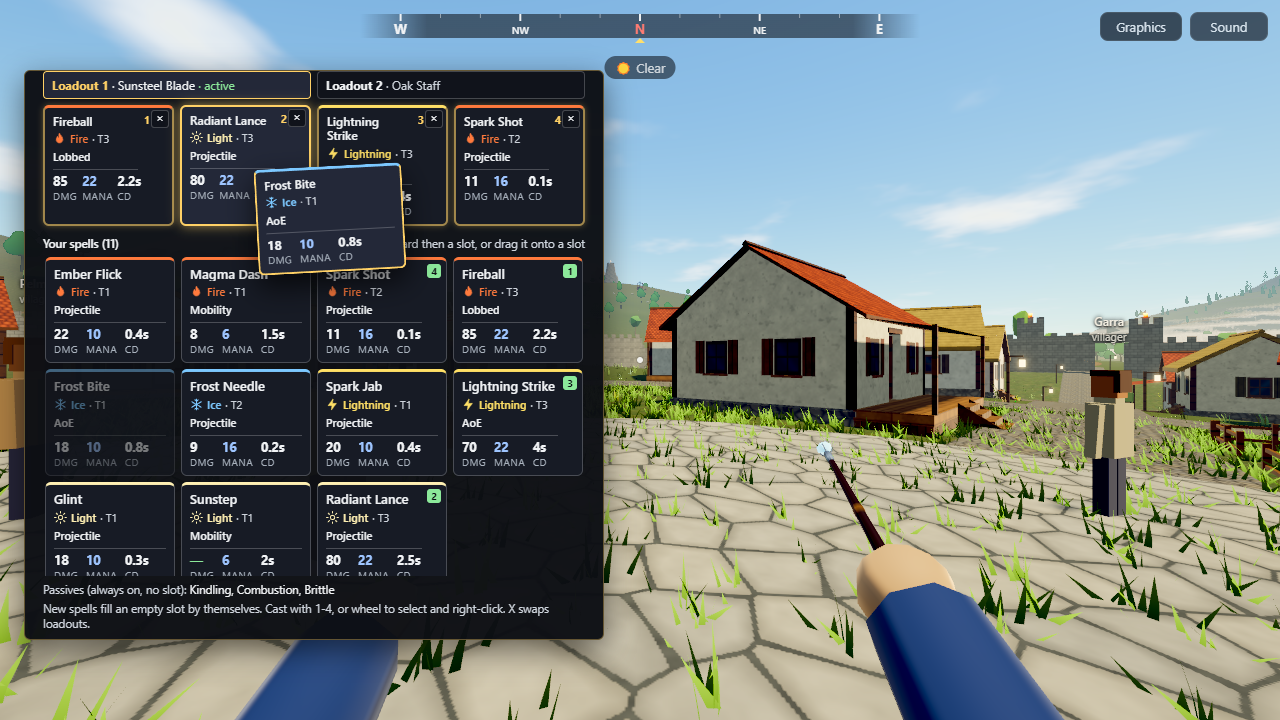 W NW N NE E
Graphics Sound
Clear
Loadout 1 · Sunsteel Blade · active
Loadout 2 · Oak Staff
Fireball 1 ×
Fire · T3
Lobbed
85 22 2.2s
DMG MANA CD
Radiant Lance 2 ×
Light · T3
Projectile
80 22
DMG MANA
Lightning Strike 3 ×
Lightning · T3
Spark Shot 4 ×
Fire · T2
Projectile
11 16 0.1s
DMG MANA CD
Frost Bite
Ice · T1
AoE
18 10 0.8s
DMG MANA CD
Your spells (11)
then a slot, or drag it onto a slot
Ember Flick
Fire · T1
Projectile
22 10 0.4s
DMG MANA CD
Magma Dash
Fire · T1
Mobility
8 6 1.5s
DMG MANA CD
Spark Shot 4
Fire · T2
Projectile
11 16 0.1s
DMG MANA CD
Fireball 1
Fire · T3
Lobbed
85 22 2.2s
DMG MANA CD
Frost Bite
Ice · T1
AoE
18 10 0.8s
DMG MANA CD
Frost Needle
Ice · T2
Projectile
9 16 0.2s
DMG MANA CD
Spark Jab
Lightning · T1
Projectile
20 10 0.4s
DMG MANA CD
Lightning Strike 3
Lightning · T3
AoE
70 22 4s
DMG MANA CD
Glint
Light · T1
Projectile
18 10 0.3s
DMG MANA CD
Sunstep
Light · T1
Mobility
— 6 2s
DMG MANA CD
Radiant Lance 2
Light · T3
Projectile
80 22 2.5s
DMG MANA CD
Passives (always on, no slot): Kindling, Combustion, Brittle
New spells fill an empty slot by themselves. Cast with 1-4, or wheel to select and right-click. X swaps
loadouts.
Garra
villager